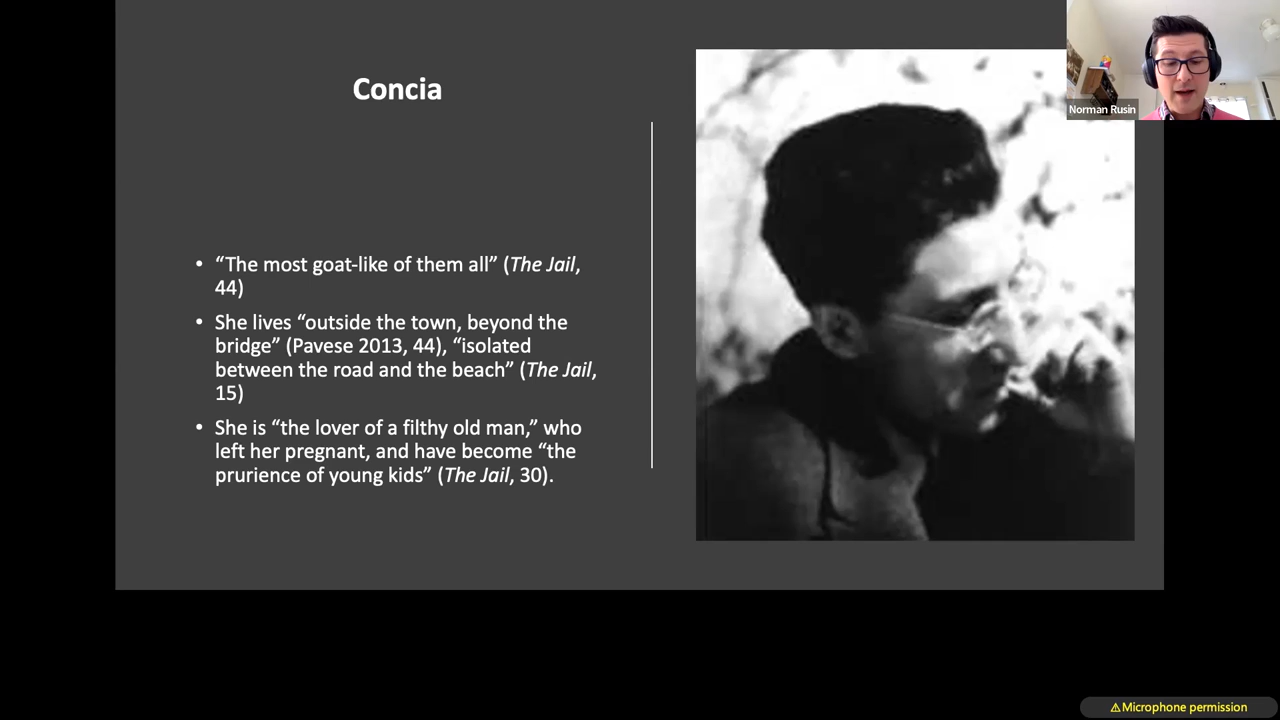 Concia
• “The most goat-like of them all” (The Jail,
44)
• She lives “outside the town, beyond the
bridge” (Pavese 2013, 44), “isolated
between the road and the beach” (The Jail,
15)
• She is “the lover of a filthy old man,” who
left her pregnant, and have become “the
prurience of young kids” (The Jail, 30).
Norman Rusin
⚠Microphone permission